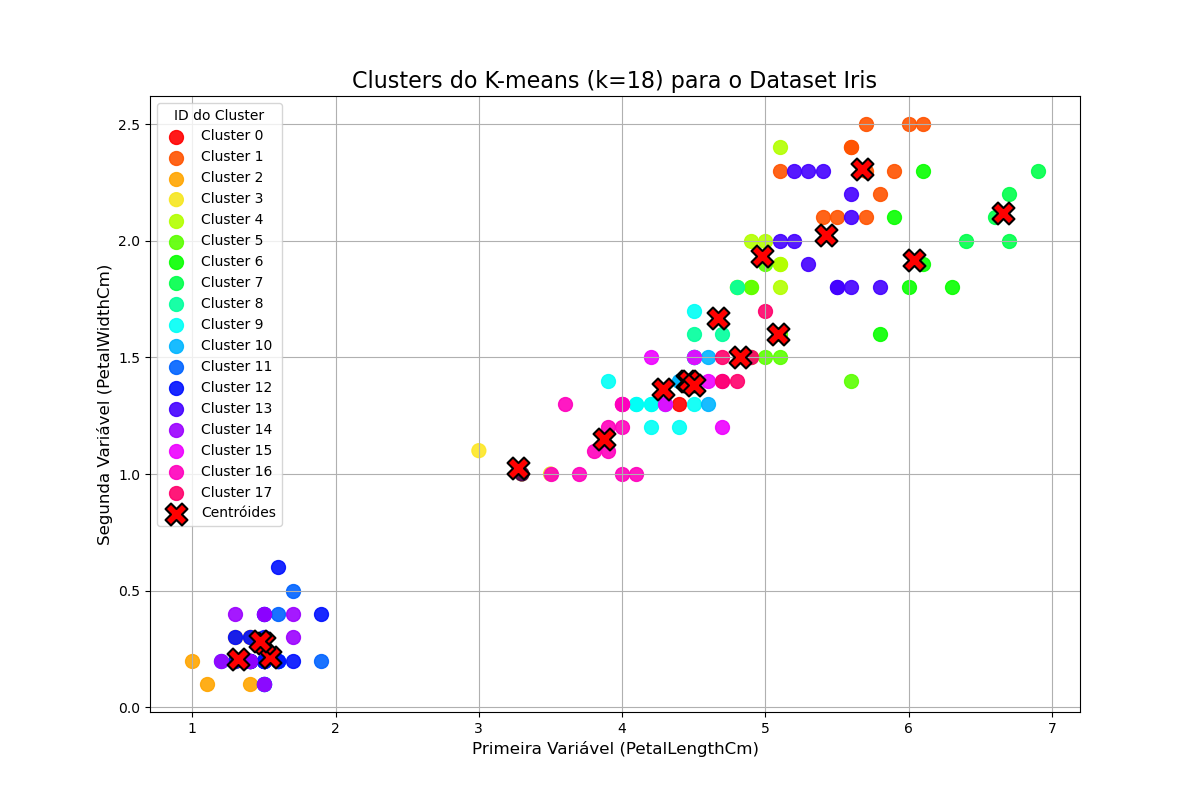 Clusters do K-means (k=18) para o Dataset Iris
ID do Cluster
Cluster 0
Cluster 1
Cluster 2
Cluster 3
Cluster 4
Cluster 5
Cluster 6
Cluster 7
Cluster 8
Cluster 9
Cluster 10
Cluster 11
Cluster 12
Cluster 13
Cluster 14
Cluster 15
Cluster 16
Cluster 17
Centróides
Segunda Variável (PetalWidthCm)
2.5
2.0
1.5
1.0
0.5
0.0
1 2 3 4 5 6 7
Primeira Variável (PetalLengthCm)